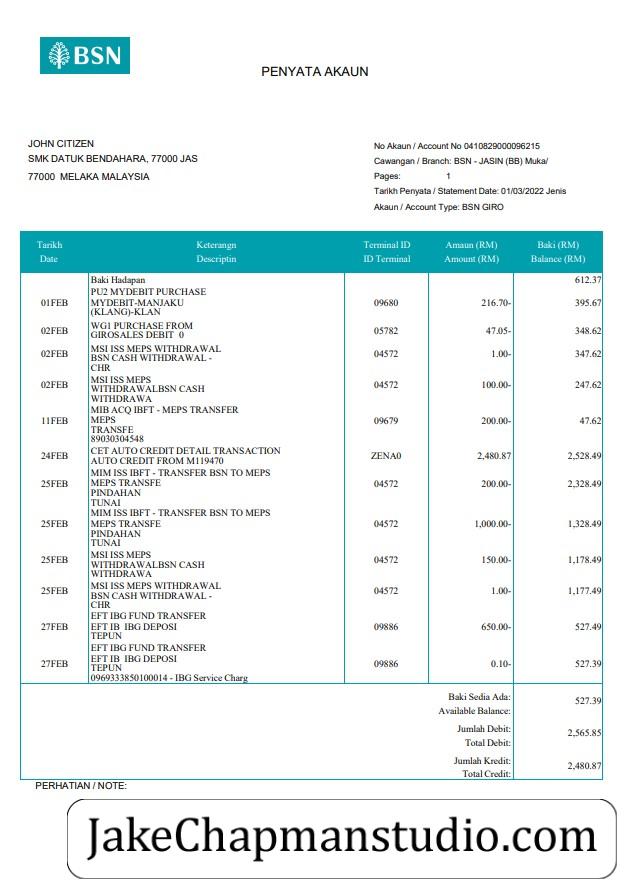 BSN
PENYATA AKAUN
JOHN CITIZEN
SMK DATUK BENDAHARA, 77000 JAS
77000 MELAKA MALAYSIA
No Akaun / Account No 0410829000096215
Cawangan / Branch: BSN - JASIN (BB) Muka/
Pages: 1
Tarikh Penyata / Statement Date: 01/03/2022 Jenis
Akaun / Account Type: BSN GIRO
Tarikh Keterangn Terminal ID Amaun (RM) Baki (RM)
Date Descriptin ID Terminal Amount (RM) Balance (RM)
Baki Hadapan 612.37
PU2 MYDEBIT PURCHASE
01FEB MYDEBIT-MANJAKU 09680 216.70- 395.67
(KLANG)-KLAN
WG1 PURCHASE FROM
02FEB GIROSALES DEBIT 0 05782 47.05- 348.62
MSI ISS MEPS WITHDRAWAL
02FEB BSN CASH WITHDRAWAL - 04572 1.00- 347.62
CHR
MSI ISS MEPS
02FEB WITHDRAWALBSN CASH 04572 100.00- 247.62
WITHDRAWA
MIB ACQ IBFT - MEPS TRANSFER
11FEB MEPS 09679 200.00- 47.62
TRANSFE
89030304548
CET AUTO CREDIT DETAIL TRANSACTION
24FEB AUTO CREDIT FROM M119470 ZENA0 2,480.87 2,528.49
MIM ISS IBFT - TRANSFER BSN TO MEPS
25FEB MEPS TRANSFE 04572 200.00- 2,328.49
PINDAHAN
TUNAI
MIM ISS IBFT - TRANSFER BSN TO MEPS
25FEB MEPS TRANSFE 04572 1,000.00- 1,328.49
PINDAHAN
TUNAI
MSI ISS MEPS
25FEB WITHDRAWALBSN CASH 04572 150.00- 1,178.49
WITHDRAWA
MSI ISS MEPS WITHDRAWAL
25FEB BSN CASH WITHDRAWAL - 04572 1.00- 1,177.49
CHR
EFT IBG FUND TRANSFER
27FEB EFT IB IBG DEPOSI 09886 650.00- 527.49
TEPUN
EFT IBG FUND TRANSFER
27FEB EFT IB IBG DEPOSI 09886 0.10- 527.39
TEPUN
0969333850100014 - IBG Service Charg
Baki Sedia Ada: 527.39
Available Balance:
Jumlah Debit: 2,565.85
Total Debit:
Jumlah Kredit: 2,480.87
Total Credit:
PERHATIAN / NOTE:
JakeChapmanstudio.com